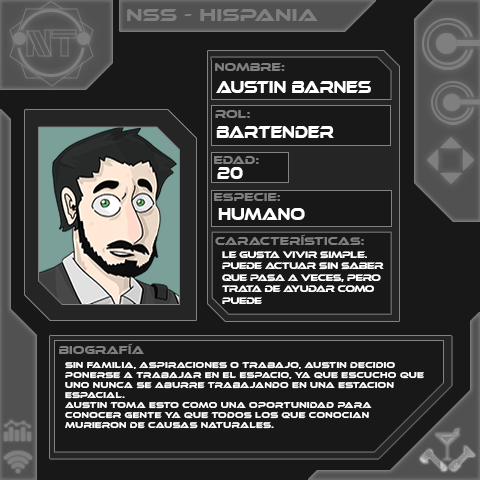 NT
NSS - HISPANIA
NOMBRE:
AUSTIN BARNES
ROL:
BARTENDER
EDAD:
20
ESPECIE:
HUMANO
CARACTERÍSTICAS:
LE GUSTA VIVIR SIMPLE.
PUEDE ACTUAR SIN SABER
QUE PASA A VECES, PERO
TRATA DE AYUDAR COMO
PUEDE
BIOGRAFÍA
SIN FAMILIA, ASPIRACIONES O TRABAJO, AUSTIN DECIDIO
PONERSE A TRABAJAR EN EL ESPACIO, YA QUE ESCUCHO QUE
UNO NUNCA SE ABURRE TRABAJANDO EN UNA ESTACION
ESPACIAL.
AUSTIN TOMA ESTO COMO UNA OPORTUNIDAD PARA
CONOCER GENTE YA QUE TODOS LOS QUE CONOCIAN
MURIERON DE CAUSAS NATURALES.